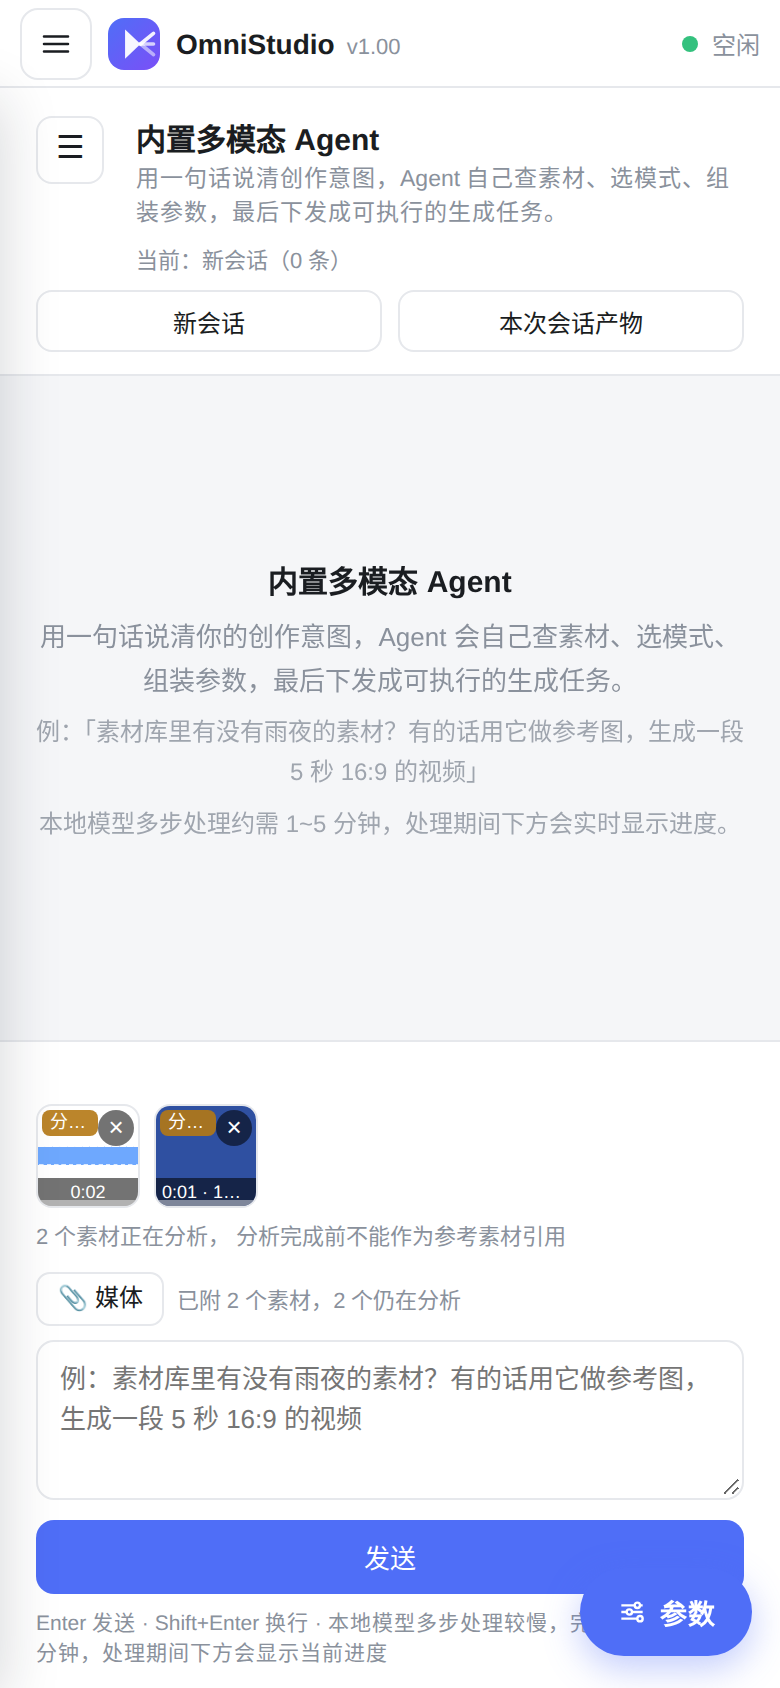 OmniStudio v1.00
空闲
内置多模态 Agent
用一句话说清创作意图，Agent 自己查素材、选模式、组
装参数，最后下发成可执行的生成任务。
当前：新会话（0 条）
新会话
本次会话产物
内置多模态 Agent
用一句话说清你的创作意图，Agent 会自己查素材、选模式、
组装参数，最后下发成可执行的生成任务。
例：「素材库里有没有雨夜的素材？有的话用它做参考图，生成一段
5 秒 16:9 的视频」
本地模型多步处理约需 1~5 分钟，处理期间下方会实时显示进度。
分…
分…
0:02
0:01 · 1…
2 个素材正在分析， 分析完成前不能作为参考素材引用
媒体
已附 2 个素材，2 个仍在分析
例：素材库里有没有雨夜的素材？有的话用它做参考图，
生成一段 5 秒 16:9 的视频
发送
Enter 发送 · Shift+Enter 换行 · 本地模型多步处理较慢，
分钟，处理期间下方会显示当前进度
参数